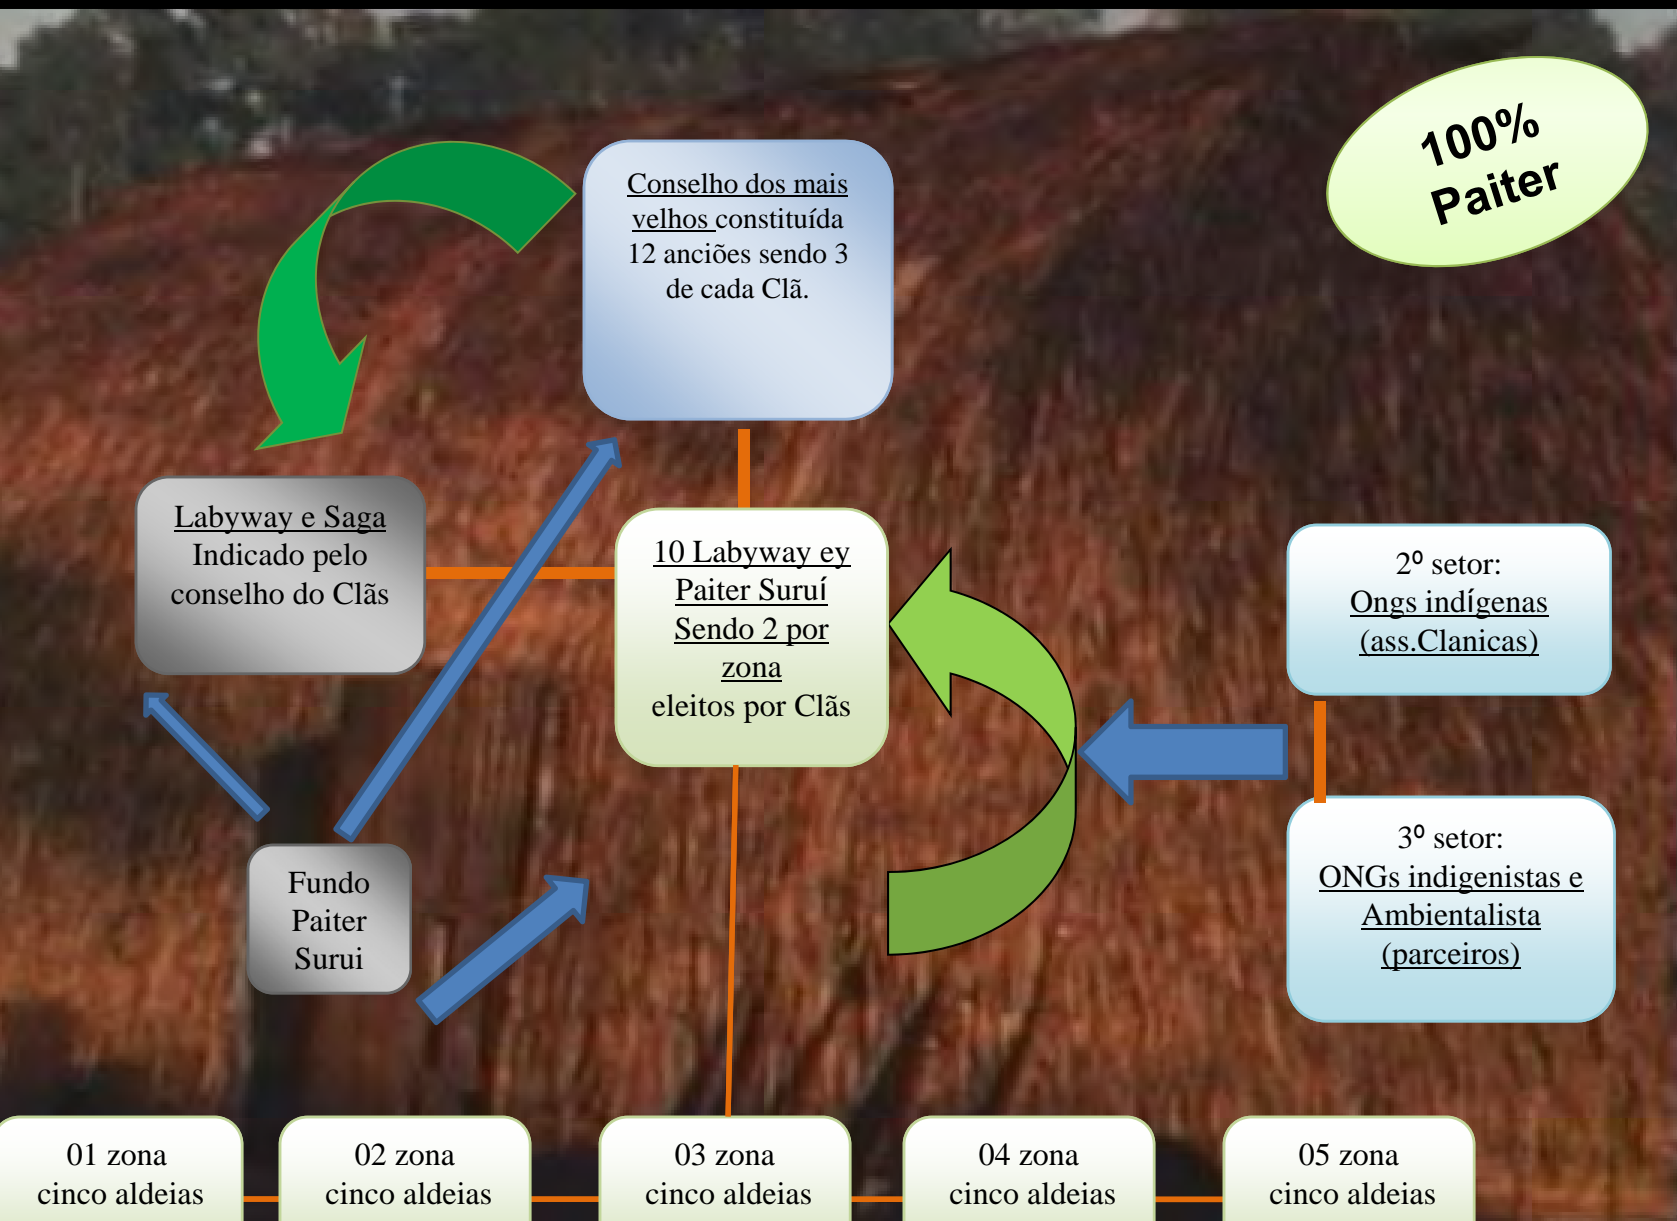 100%
Paiter
Conselho dos mais
velhos constituída
12 anciões sendo 3
de cada Clã.
Labyway e Saga
Indicado pelo
conselho do Clãs
10 Labyway ey
Paiter Suruí
Sendo 2 por
zona
eleitos por Clãs
2º setor:
Ongs indígenas
(ass.Clanicas)
3º setor:
ONGs indigenistas e
Ambientalista
(parceiros)
Fundo
Paiter
Surui
01 zona
cinco aldeias
02 zona
cinco aldeias
03 zona
cinco aldeias
04 zona
cinco aldeias
05 zona
cinco aldeias